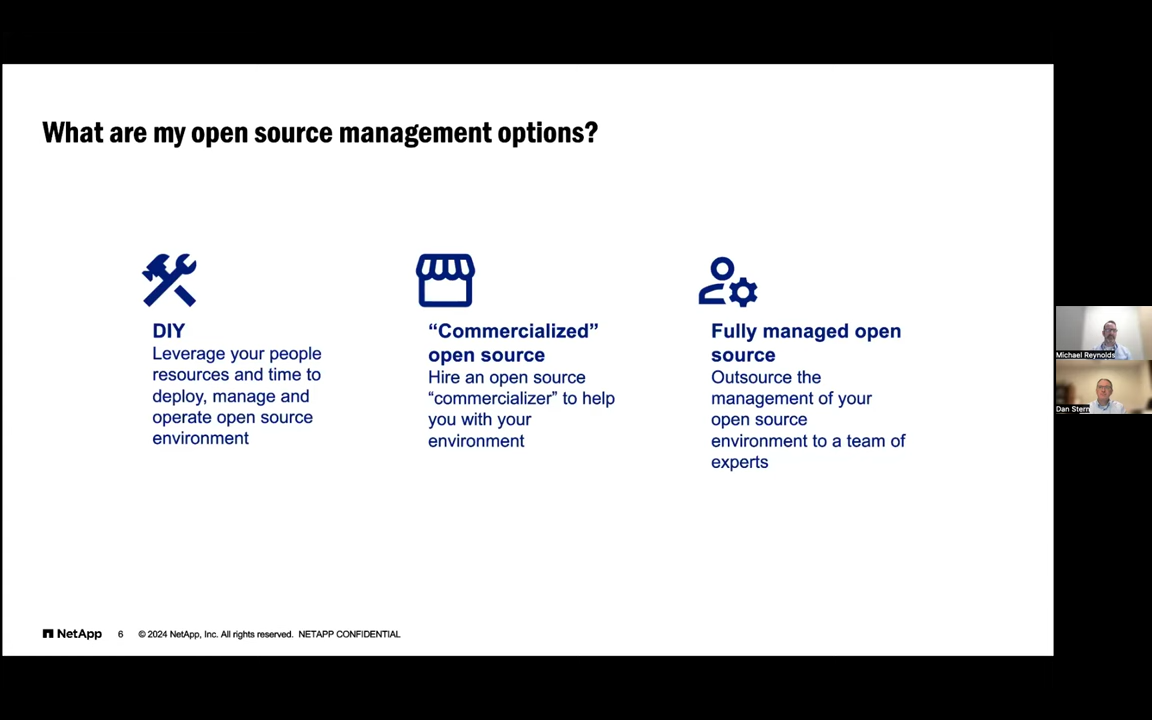 What are my open source management options?
DIY
Leverage your people
resources and time to
deploy, manage and
operate open source
environment
“Commercialized”
open source
Hire an open source
“commercializer” to help
you with your
environment
Fully managed open
source
Outsource the
management of your
open source
environment to a team of
experts
Michael Reynolds
Dan Stern
NetApp 6 © 2024 NetApp, Inc. All rights reserved. NETAPP CONFIDENTIAL